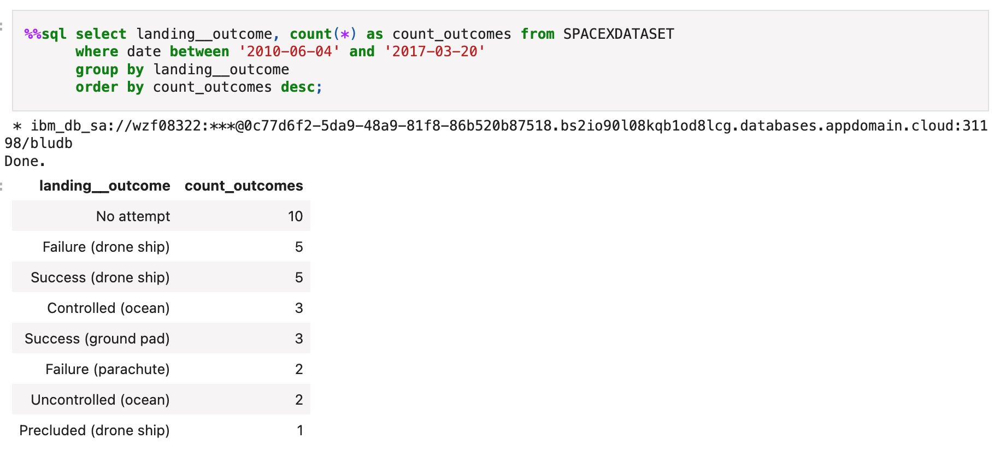 %%sql select landing__outcome, count(*) as count_outcomes from SPACEXDATASET
where date between '2010-06-04' and '2017-03-20'
group by landing__outcome
order by count_outcomes desc;
* ibm_db_sa://wzf08322:***@0c77d6f2-5da9-48a9-81f8-86b520b87518.bs2io90l08kqb1od8lcg.databases.appdomain.cloud:311
98/bludb
Done.
landing__outcome count_outcomes
No attempt 10
Failure (drone ship) 5
Success (drone ship) 5
Controlled (ocean) 3
Success (ground pad) 3
Failure (parachute) 2
Uncontrolled (ocean) 2
Precluded (drone ship) 1